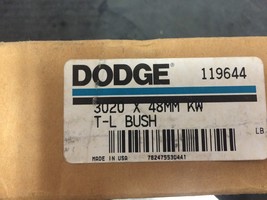 DODGE® 119644
3020 X 48MM KW
T-L BUSH
LB
MADE IN USA